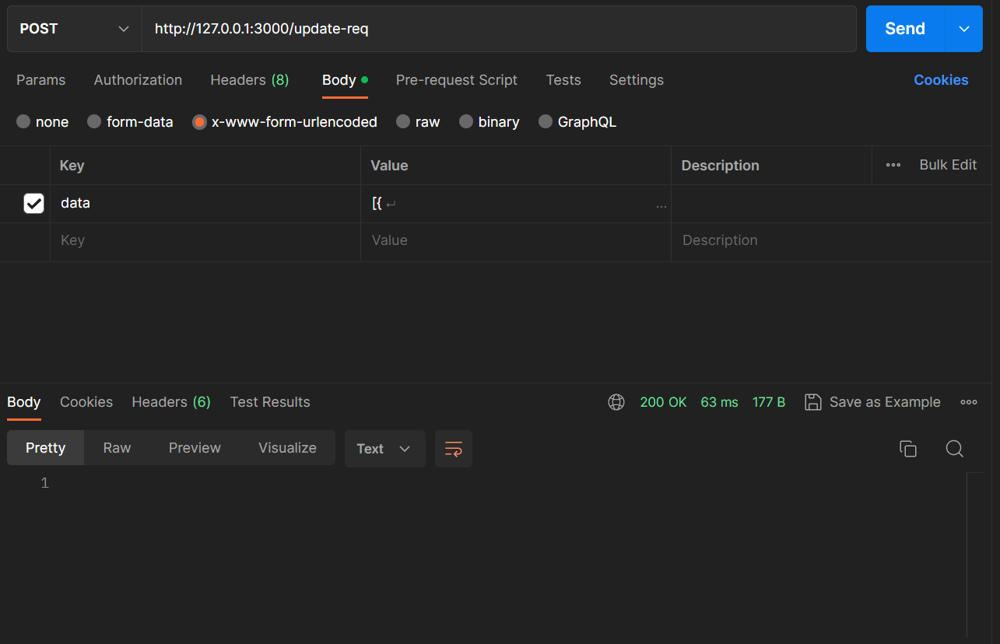 POST http://127.0.0.1:3000/update-req Send
Params Authorization Headers (8) Body Pre-request Script Tests Settings Cookies
none form-data x-www-form-urlencoded raw binary GraphQL
Key Value Description ooo Bulk Edit
data [{ ↵ ...
Key Value Description
Body Cookies Headers (6) Test Results 200 OK 63 ms 177 B Save as Example ooo
Pretty Raw Preview Visualize Text
1